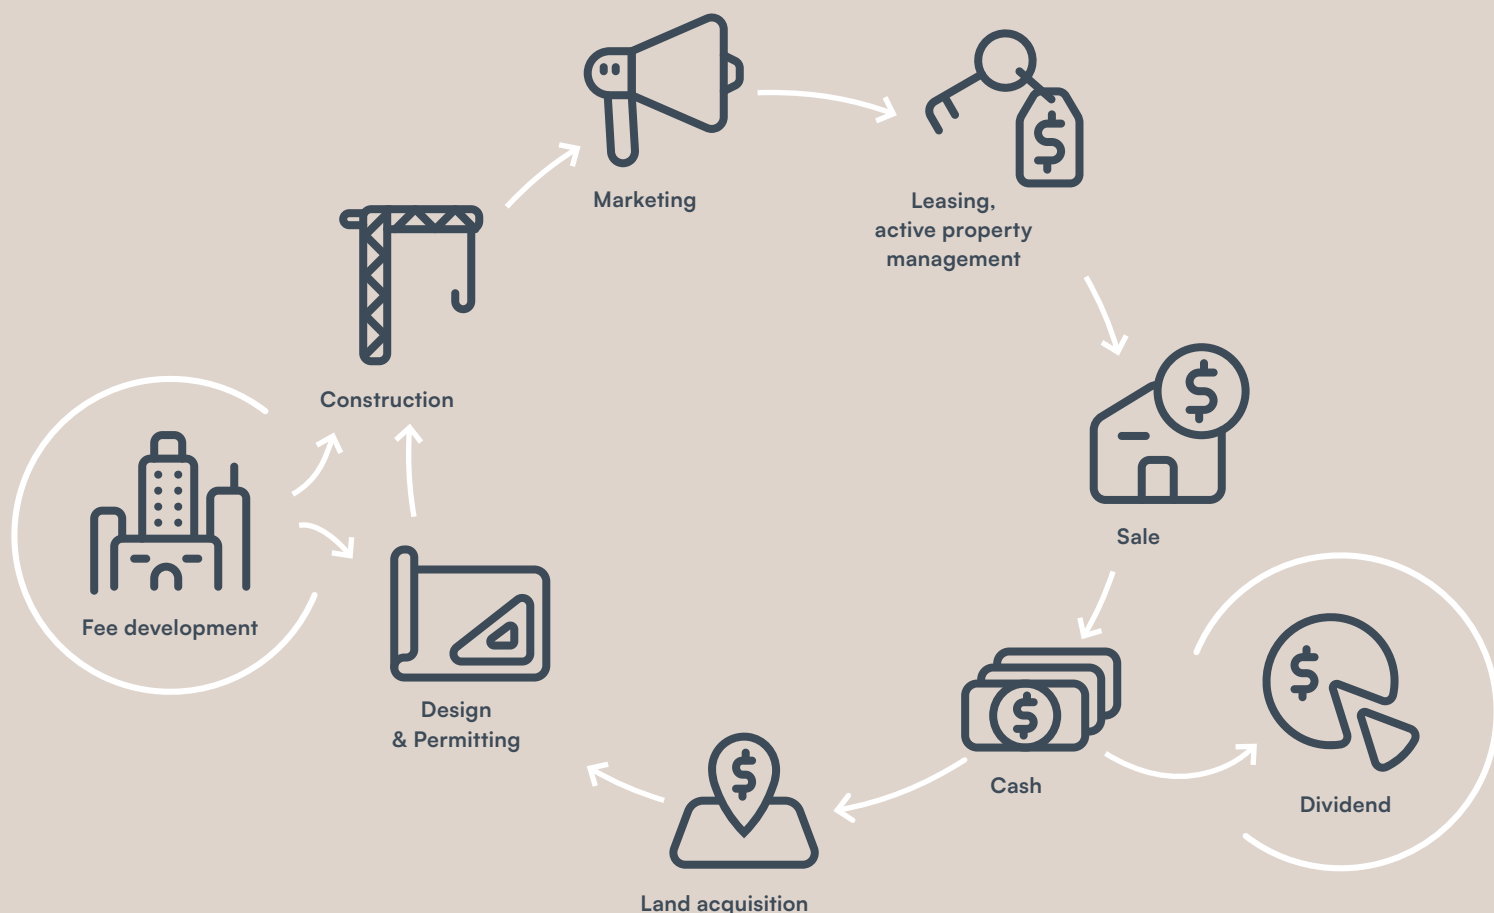 Marketing
Leasing,
active property
management
Construction
Sale
Fee development
Design
& Permitting
Cash
Dividend
Land acquisition
$
$
$
$
$